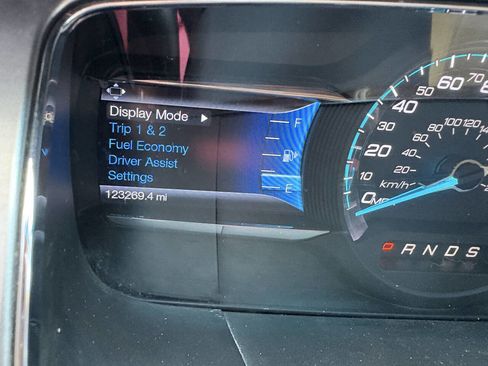 Display Mode
Trip 1 & 2
Fuel Economy
Driver Assist
Settings
123269.4 mi
F
E
0
10
20
30
40
50
60
70
20
40
60
80
100
120
km/h
R N D S